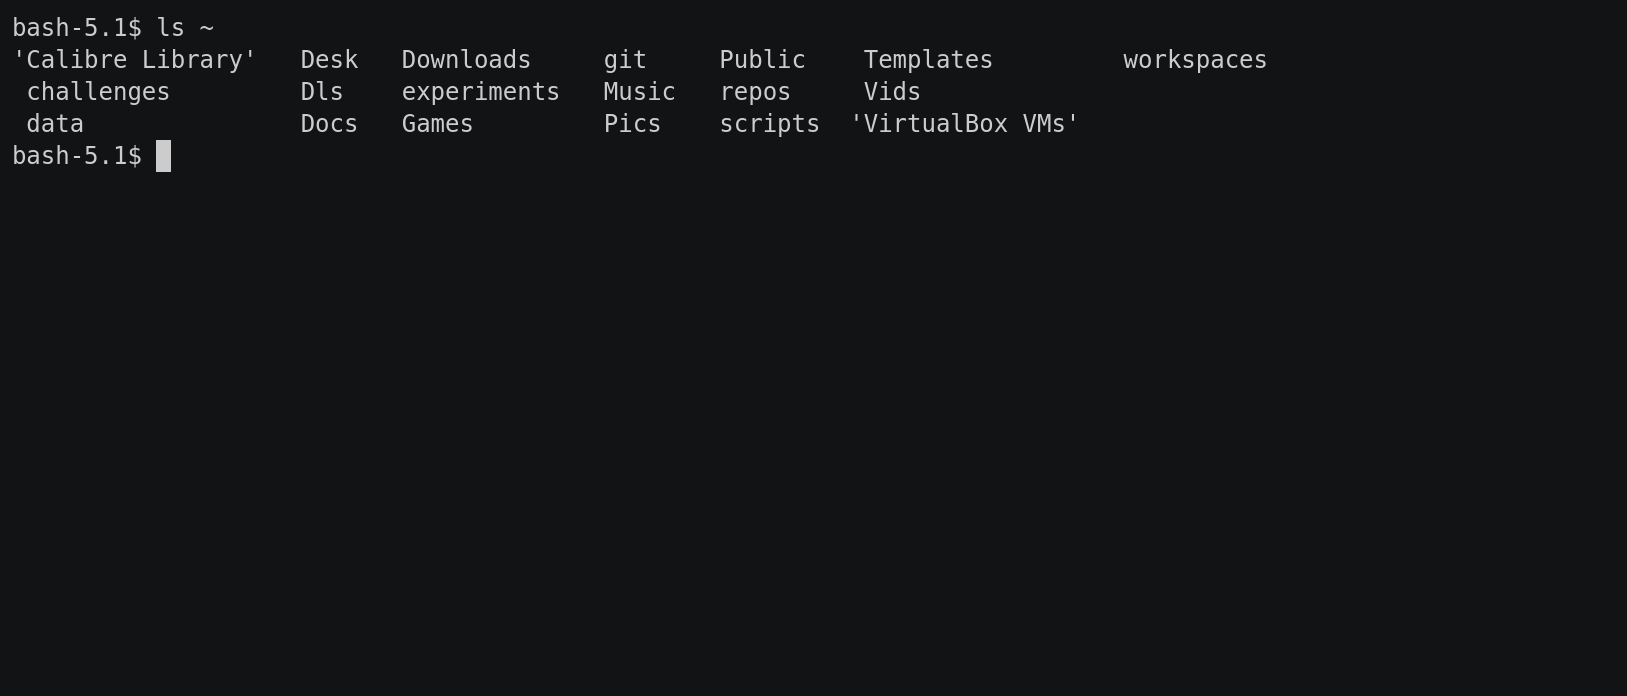 bash-5.1$ ls ~
'Calibre Library'   Desk   Downloads     git     Public    Templates         workspaces
 challenges         Dls    experiments   Music   repos     Vids
 data               Docs   Games         Pics    scripts  'VirtualBox VMs'
bash-5.1$